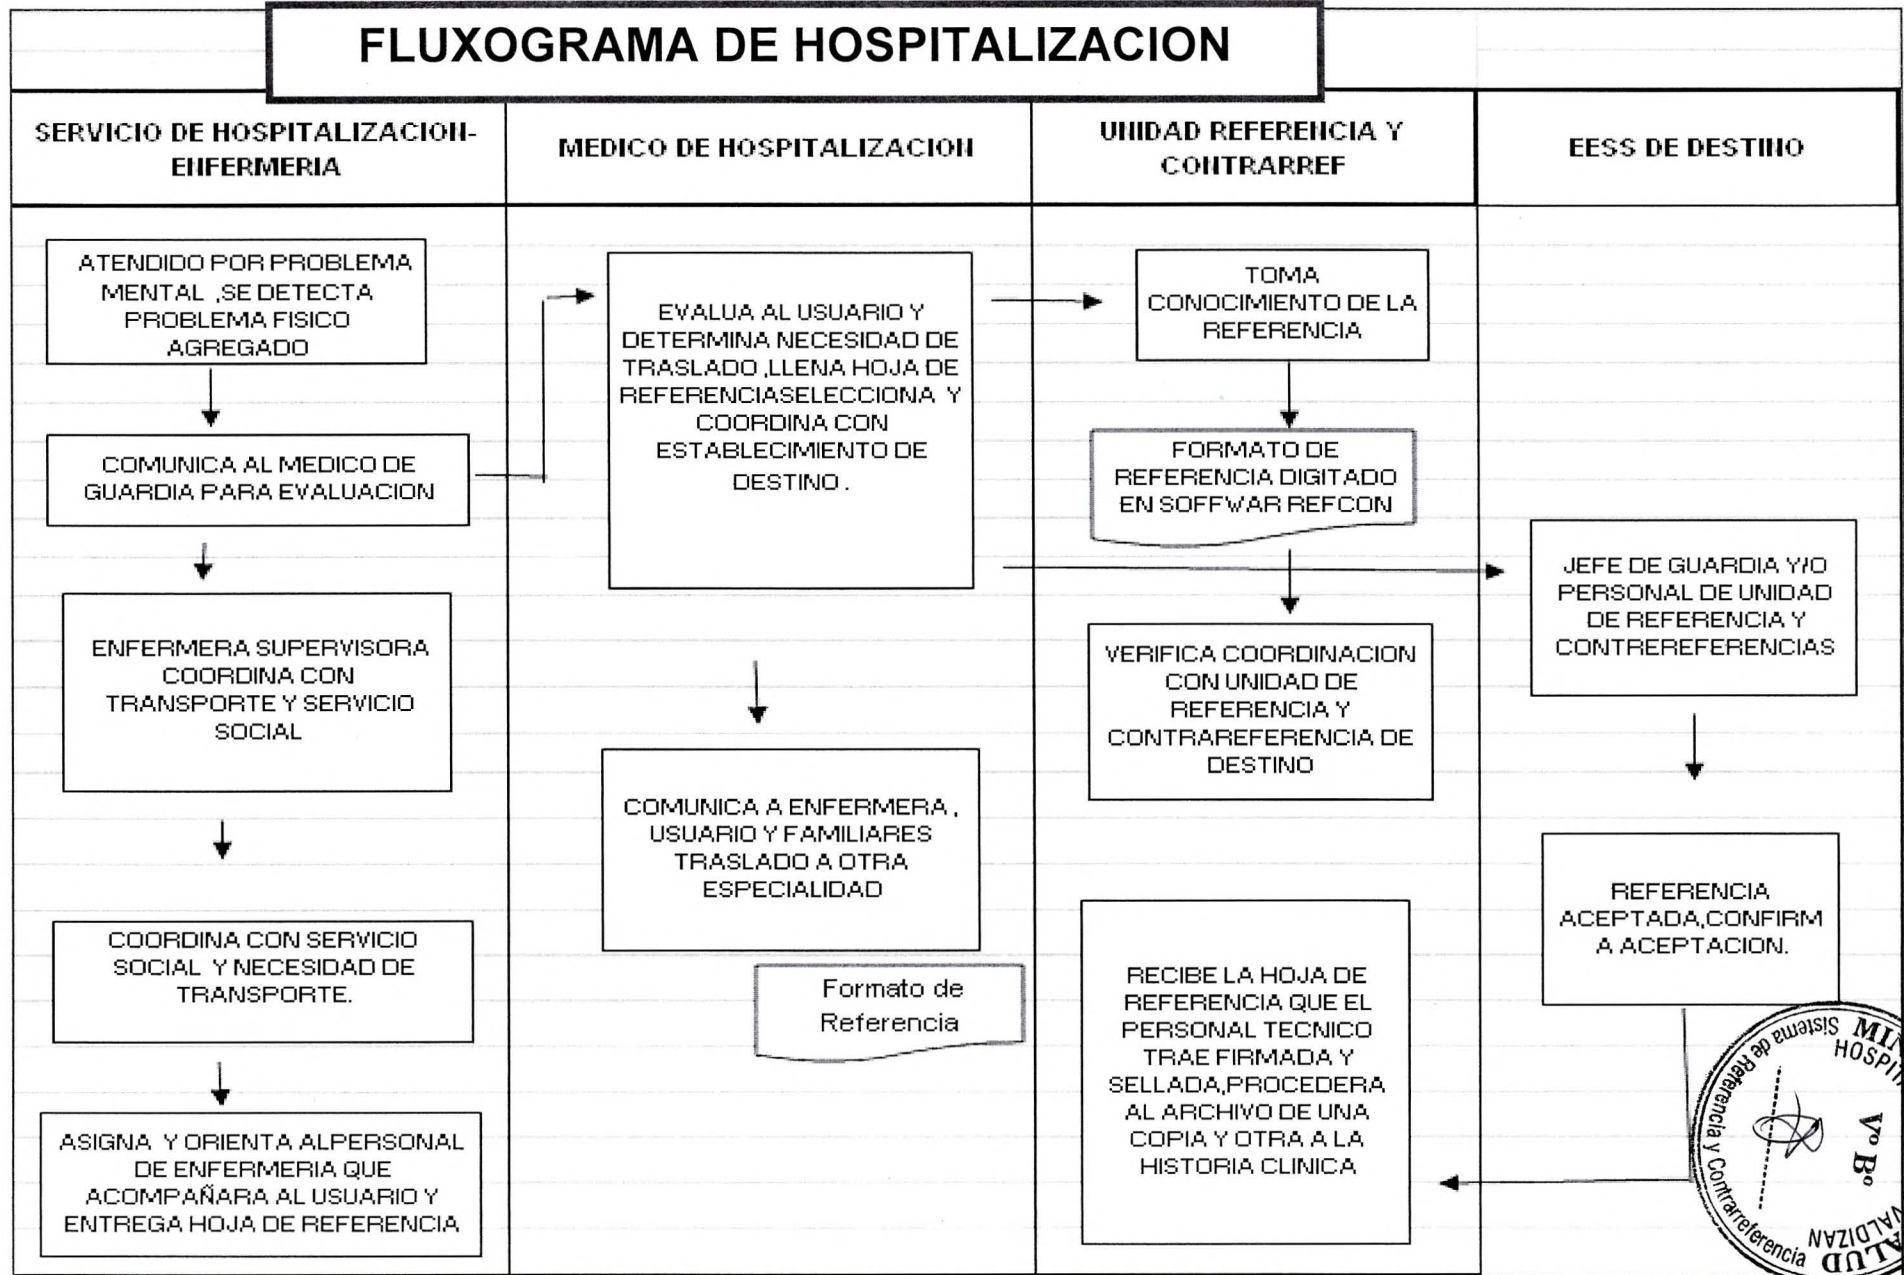 FLUXOGRAMA DE HOSPITALIZACION
SERVICIO DE HOSPITALIZACION-
ENFERMERIA
MEDICO DE HOSPITALIZACION
UNIDAD REFERENCIA Y
CONTRARREF
EESS DE DESTINO
ATENDIDO POR PROBLEMA
MENTAL ,SE DETECTA
PROBLEMA FISICO
AGREGADO
COMUNICA AL MEDICO DE
GUARDIA PARA EVALUACION
ENFERMERA SUPERVISORA
COORDINA CON
TRANSPORTE Y SERVICIO
SOCIAL
COORDINA CON SERVICIO
SOCIAL Y NECESIDAD DE
TRANSPORTE.
ASIGNA Y ORIENTA ALPERSONAL
DE ENFERMERIA QUE
ACOMPAÑARA AL USUARIO Y
ENTREGA HOJA DE REFERENCIA
EVALUA AL USUARIO Y
DETERMINA NECESIDAD DE
TRASLADO ,LLENA HOJA DE
REFERENCIASELECCIONA Y
COORDINA CON
ESTABLECIMIENTO DE
DESTINO .
COMUNICA A ENFERMERA ,
USUARIO Y FAMILIARES
TRASLADO A OTRA
ESPECIALIDAD
Formato de
Referencia
TOMA
CONOCIMIENTO DE LA
REFERENCIA
FORMATO DE
REFERENCIA DIGITADO
EN SOFFWAR REFCON
VERIFICA COORDINACION
CON UNIDAD DE
REFERENCIA Y
CONTRAREFERENCIA DE
DESTINO
RECIBE LA HOJA DE
REFERENCIA QUE EL
PERSONAL TECNICO
TRAE FIRMADA Y
SELLADA,PROCEDERA
AL ARCHIVO DE UNA
COPIA Y OTRA A LA
HISTORIA CLINICA
JEFE DE GUARDIA Y/O
PERSONAL DE UNIDAD
DE REFERENCIA Y
CONTREREFERENCIAS
REFERENCIA
ACEPTADA,CONFIRM
A ACEPTACION.
Sistema de Referencia y Contrarreferencia
V° B°